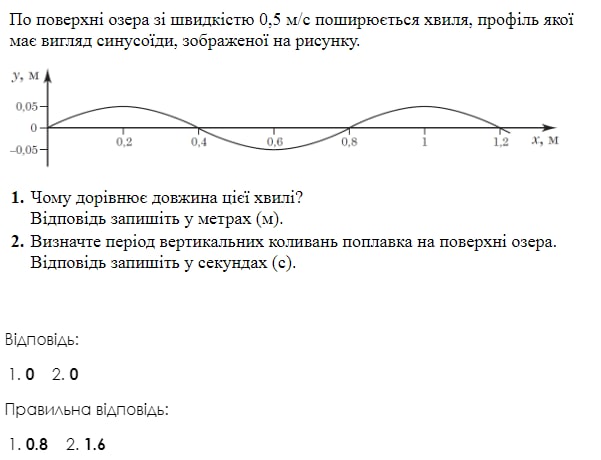 По поверхні озера зі швидкістю 0,5 м/с поширюється хвиля, профіль якої
має вигляд синусоїди, зображеної на рисунку.
y, м
0,05
0
–0,05
0,2 0,4 0,6 0,8 1 1,2 x, м
1. Чому дорівнює довжина цієї хвилі?
Відповідь запишіть у метрах (м).
2. Визначте період вертикальних коливань поплавка на поверхні озера.
Відповідь запишіть у секундах (с).
Відповідь:
1. 0 2. 0
Правильна відповідь:
1. 0.8 2. 1.6